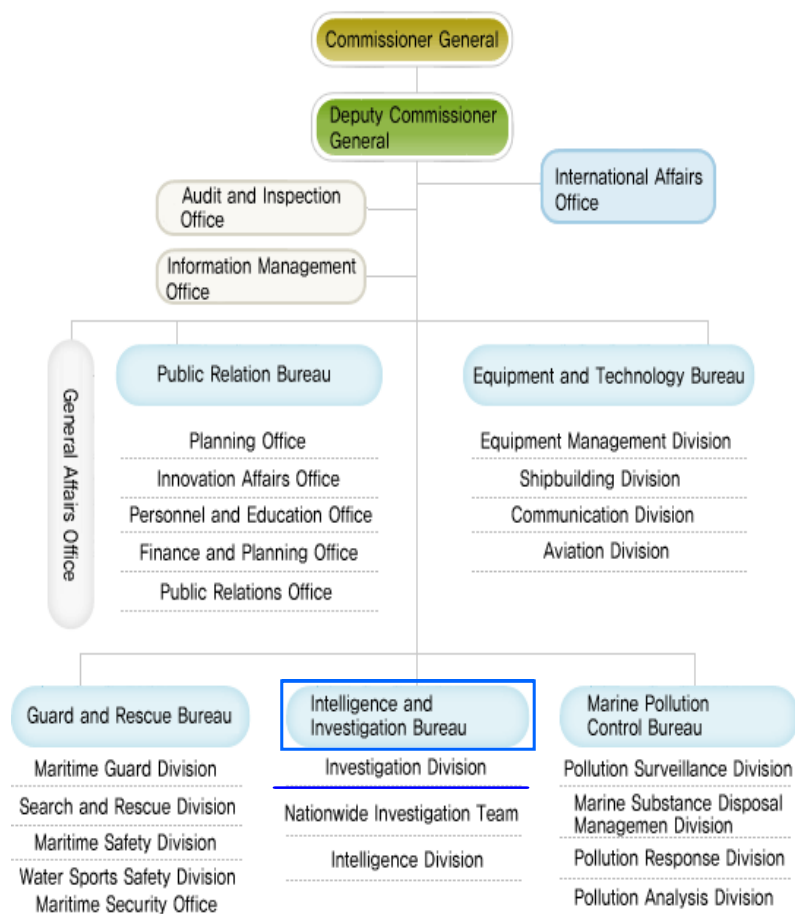 Commissioner General
Deputy Commissioner
General
International Affairs
Office
Audit and Inspection
Office
Information Management
Office
General Affairs Office
Public Relation Bureau
Planning Office
Innovation Affairs Office
Personnel and Education Office
Finance and Planning Office
Public Relations Office
Equipment and Technology Bureau
Equipment Management Division
Shipbuilding Division
Communication Division
Aviation Division
Guard and Rescue Bureau
Maritime Guard Division
Search and Rescue Division
Maritime Safety Division
Water Sports Safety Division
Maritime Security Office
Intelligence and
Investigation Bureau
Investigation Division
Nationwide Investigation Team
Intelligence Division
Marine Pollution
Control Bureau
Pollution Surveillance Division
Marine Substance Disposal
Managemen Division
Pollution Response Division
Pollution Analysis Division